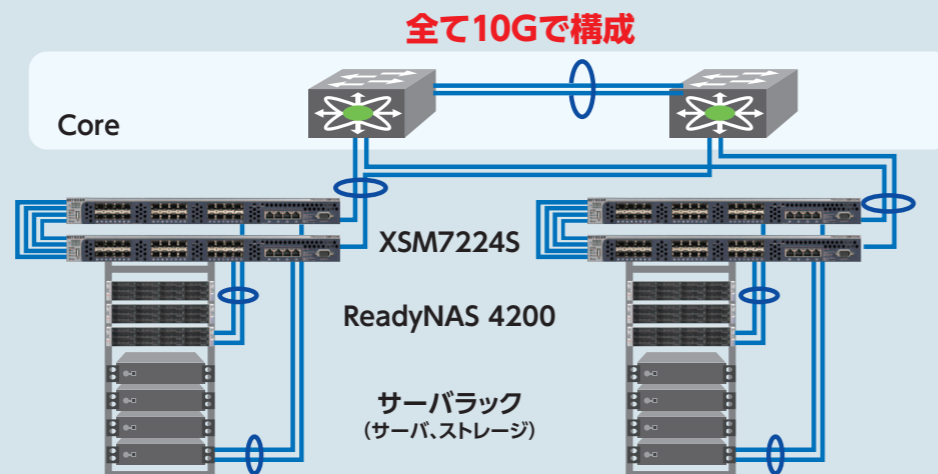 全て10Gで構成
Core
XSM7224S
ReadyNAS 4200
サーバラック
(サーバ、ストレージ)